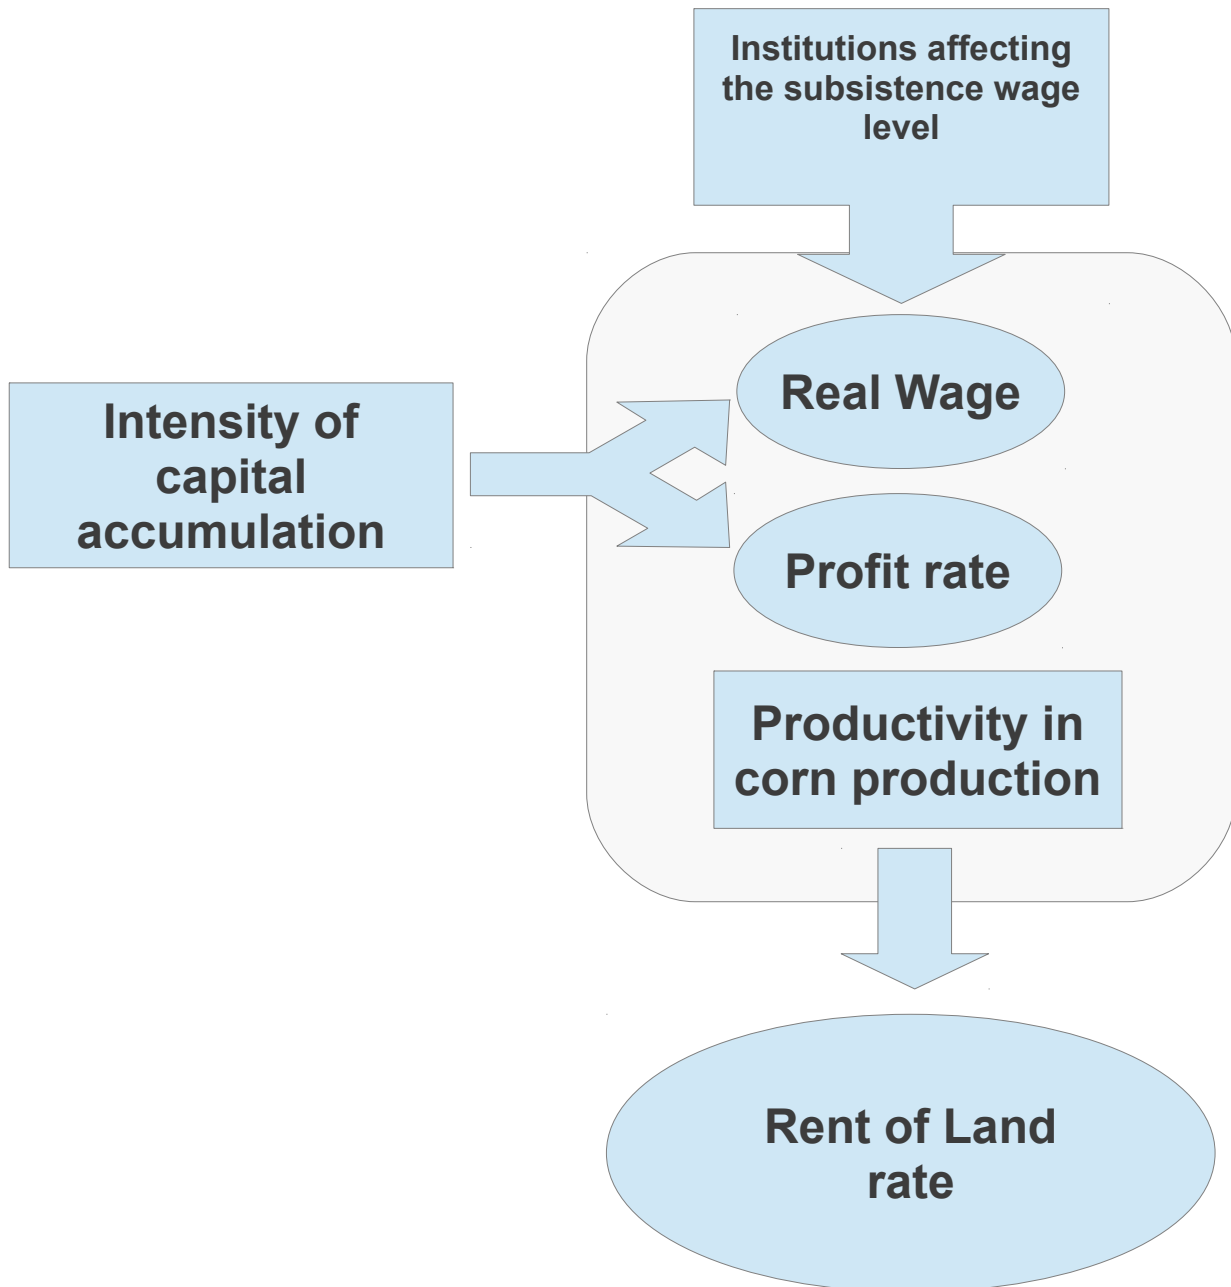 Institutions affecting
the subsistence wage
level
Real Wage
Intensity of
capital
accumulation
Profit rate
Productivity in
corn production
Rent of Land
rate